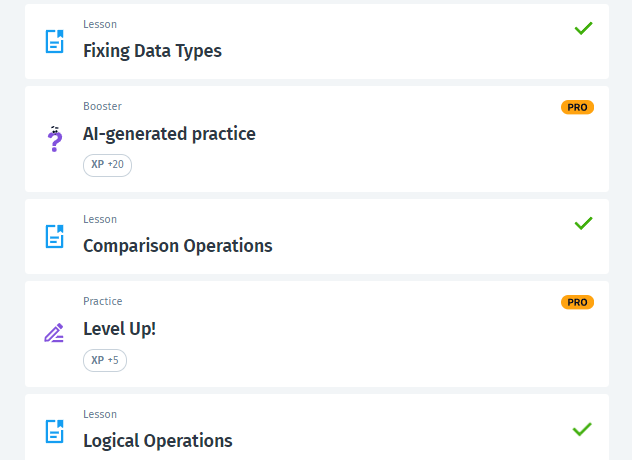 Lesson
Fixing Data Types
Booster
PRO
AI-generated practice
XP +20
Lesson
Comparison Operations
Practice
PRO
Level Up!
XP +5
Lesson
Logical Operations